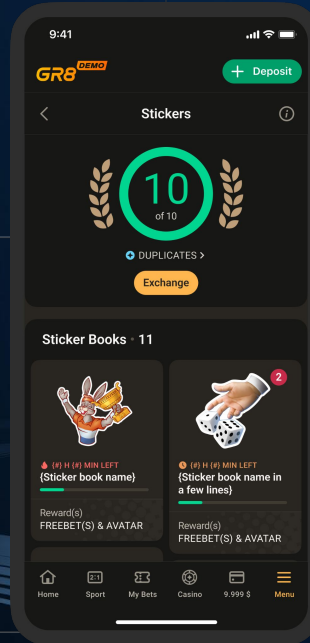 9:41
GR8 DEMO
+ Deposit
Stickers
10
of 10
DUPLICATES >
Exchange
Sticker Books • 11
2
{#} H {#} MIN LEFT
{Sticker book name}
Reward(s)
FREEBET(S) & AVATAR
{#} H {#} MIN LEFT
{Sticker book name in
a few lines}
Reward(s)
FREEBET(S) & AVATAR
2:1
Home
Sport
My Bets
Casino
9.999 $
Menu